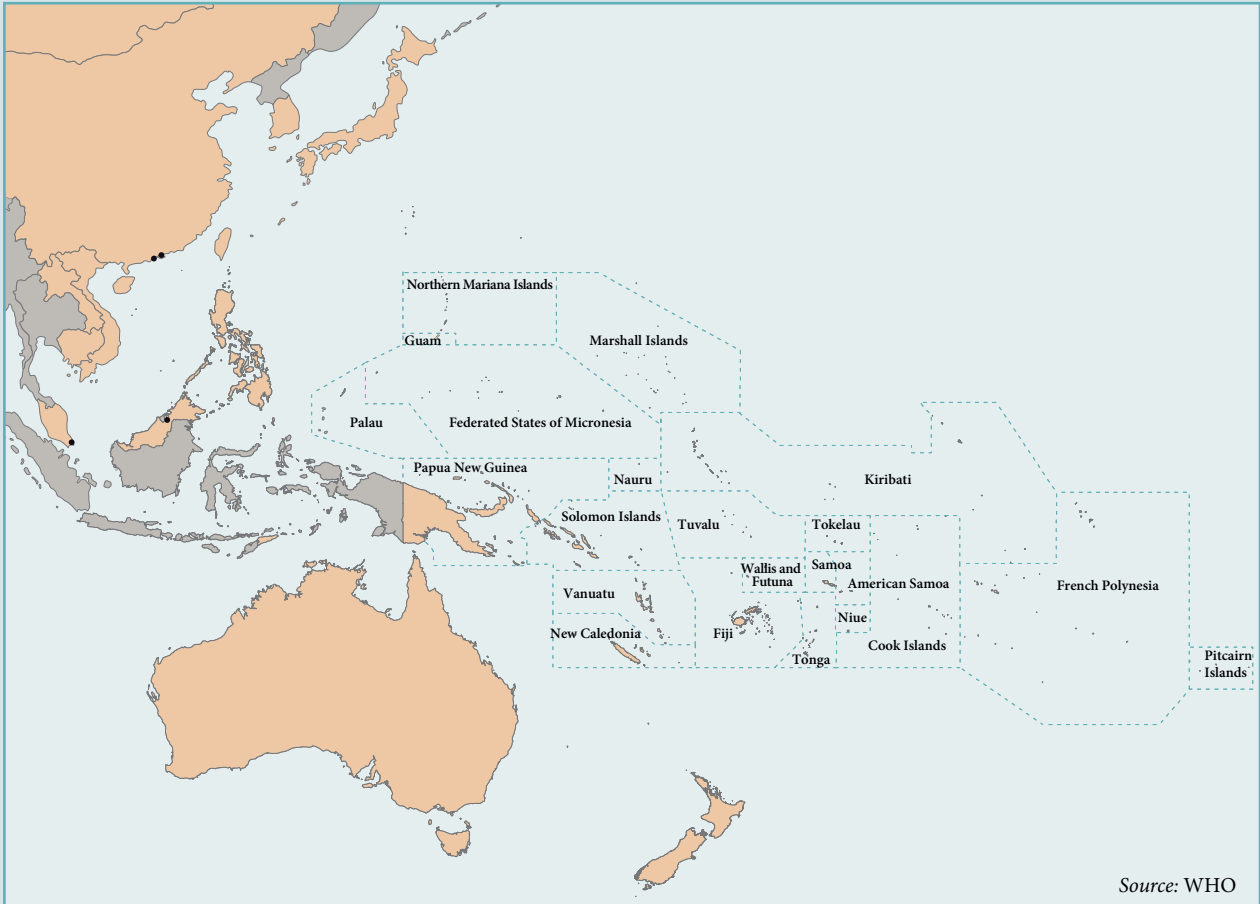 Northern Mariana Islands
Guam
Marshall Islands
Palau
Federated States of Micronesia
Papua New Guinea
Nauru
Kiribati
Solomon Islands
Tuvalu
Tokelau
Wallis and
Futuna
Samoa
American Samoa
French Polynesia
Vanuatu
Niue
New Caledonia
Fiji
Cook Islands
Tonga
Pitcairn
Islands
Source: WHO